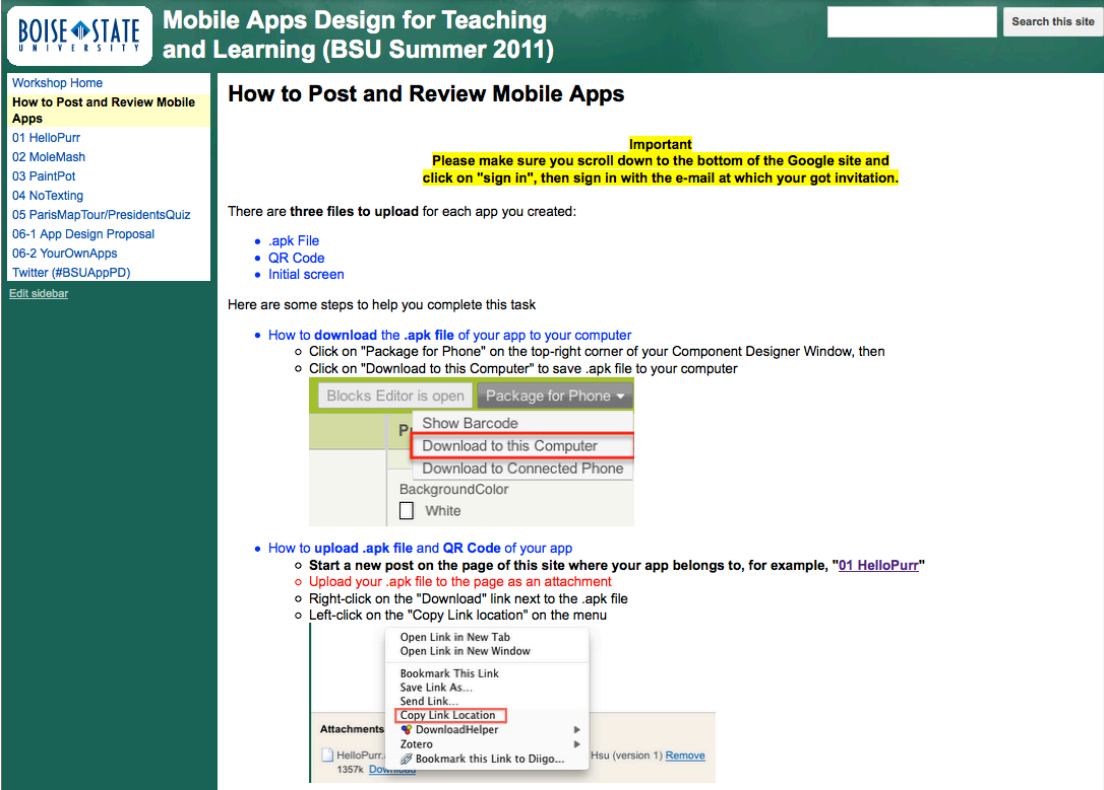 BOISE STATE
UNIVERSITY
Mobile Apps Design for Teaching
and Learning (BSU Summer 2011)
Search this site
Workshop Home
How to Post and Review Mobile
Apps
01 HelloPurr
02 MoleMash
03 PaintPot
04 NoTexting
05 ParisMapTour/PresidentsQuiz
06-1 App Design Proposal
06-2 YourOwnApps
Twitter (#BSUAppPD)
Edit sidebar
How to Post and Review Mobile Apps
Important
Please make sure you scroll down to the bottom of the Google site and
click on "sign in", then sign in with the e-mail at which your got invitation.
There are three files to upload for each app you created:
• .apk File
• QR Code
• Initial screen
Here are some steps to help you complete this task
• How to download the .apk file of your app to your computer
○ Click on "Package for Phone" on the top-right corner of your Component Designer Window, then
○ Click on "Download to this Computer" to save .apk file to your computer
Blocks Editor is open
Package for Phone
Show Barcode
Download to this Computer
Download to Connected Phone
BackgroundColor
White
• How to upload .apk file and QR Code of your app
○ Start a new post on the page of this site where your app belongs to, for example, "01 HelloPurr"
○ Upload your .apk file to the page as an attachment
○ Right-click on the "Download" link next to the .apk file
○ Left-click on the "Copy Link location" on the menu
Open Link in New Tab
Open Link in New Window
Bookmark This Link
Save Link As...
Send Link...
Copy Link Location
DownloadHelper
Zotero
Bookmark this Link to Diigo...
Attachments
HelloPurr. Hsu (version 1) Remove
1357k Download